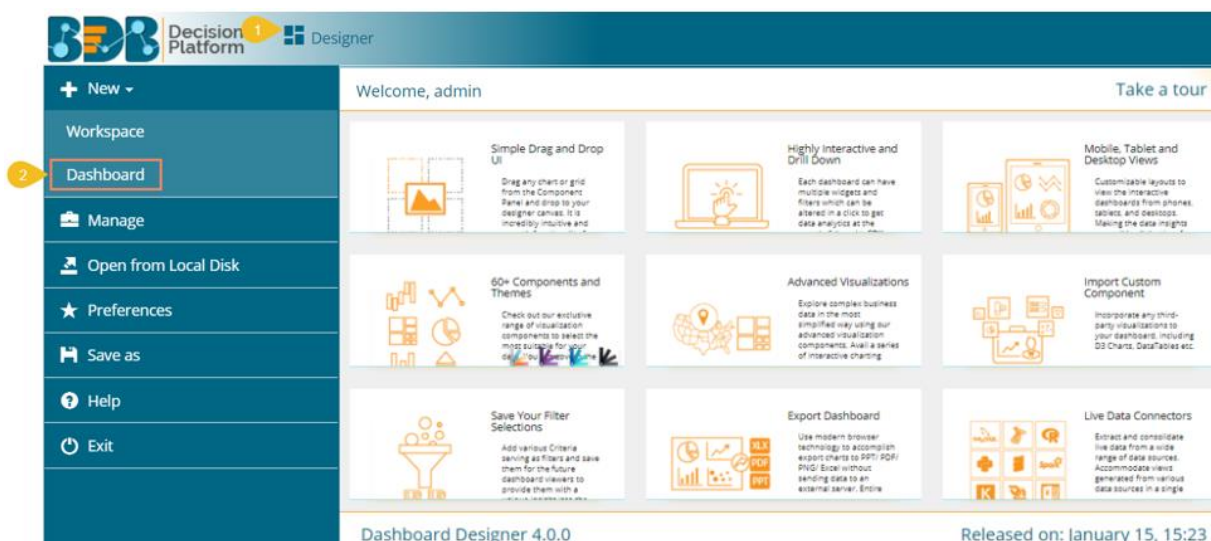 BDB
Decision
Platform
1
Designer
New
Welcome, admin
Take a tour
Workspace
2
Dashboard
Manage
Open from Local Disk
Preferences
Save as
Help
Exit
Simple Drag and Drop
UI
Drag any chart or grid
from the Component
Panel and drop to your
designer canvas. It is
incredibly intuitive and
Highly Interactive and
Drill Down
Each dashboard can have
multiple widgets and
filters which can be
altered in a click to get
data analytics at the
Mobile, Tablet and
Desktop Views
Customizable layouts to
view the interactive
dashboards from phones,
tablets, and desktops.
Making the data insights
60+ Components and
Themes
Check out our exclusive
range of visualization
components to select the
most suitable for your
Advanced Visualizations
Explore complex business
data in the most
simplified way using our
advanced visualization
components. Avail a series
of interactive charting
Import Custom
Component
Incorporate any third-
party visualizations to
your dashboard, including
D3 Charts, DataTables etc.
Save Your Filter
Selections
Add various Criteria
serving as filters and save
them for the future
dashboard viewers to
provide them with a
Export Dashboard
Use modern browser
technology to accomplish
export charts to PPT/ PDF/
PNG/ Excel without
sending data to an
external server. Entire
XLX
PDF
PPT
Live Data Connectors
Extract and consolidate
live data from a wide
range of data sources.
Accommodate views
generated from various
data sources in a single
Dashboard Designer 4.0.0
Released on: January 15, 15:23